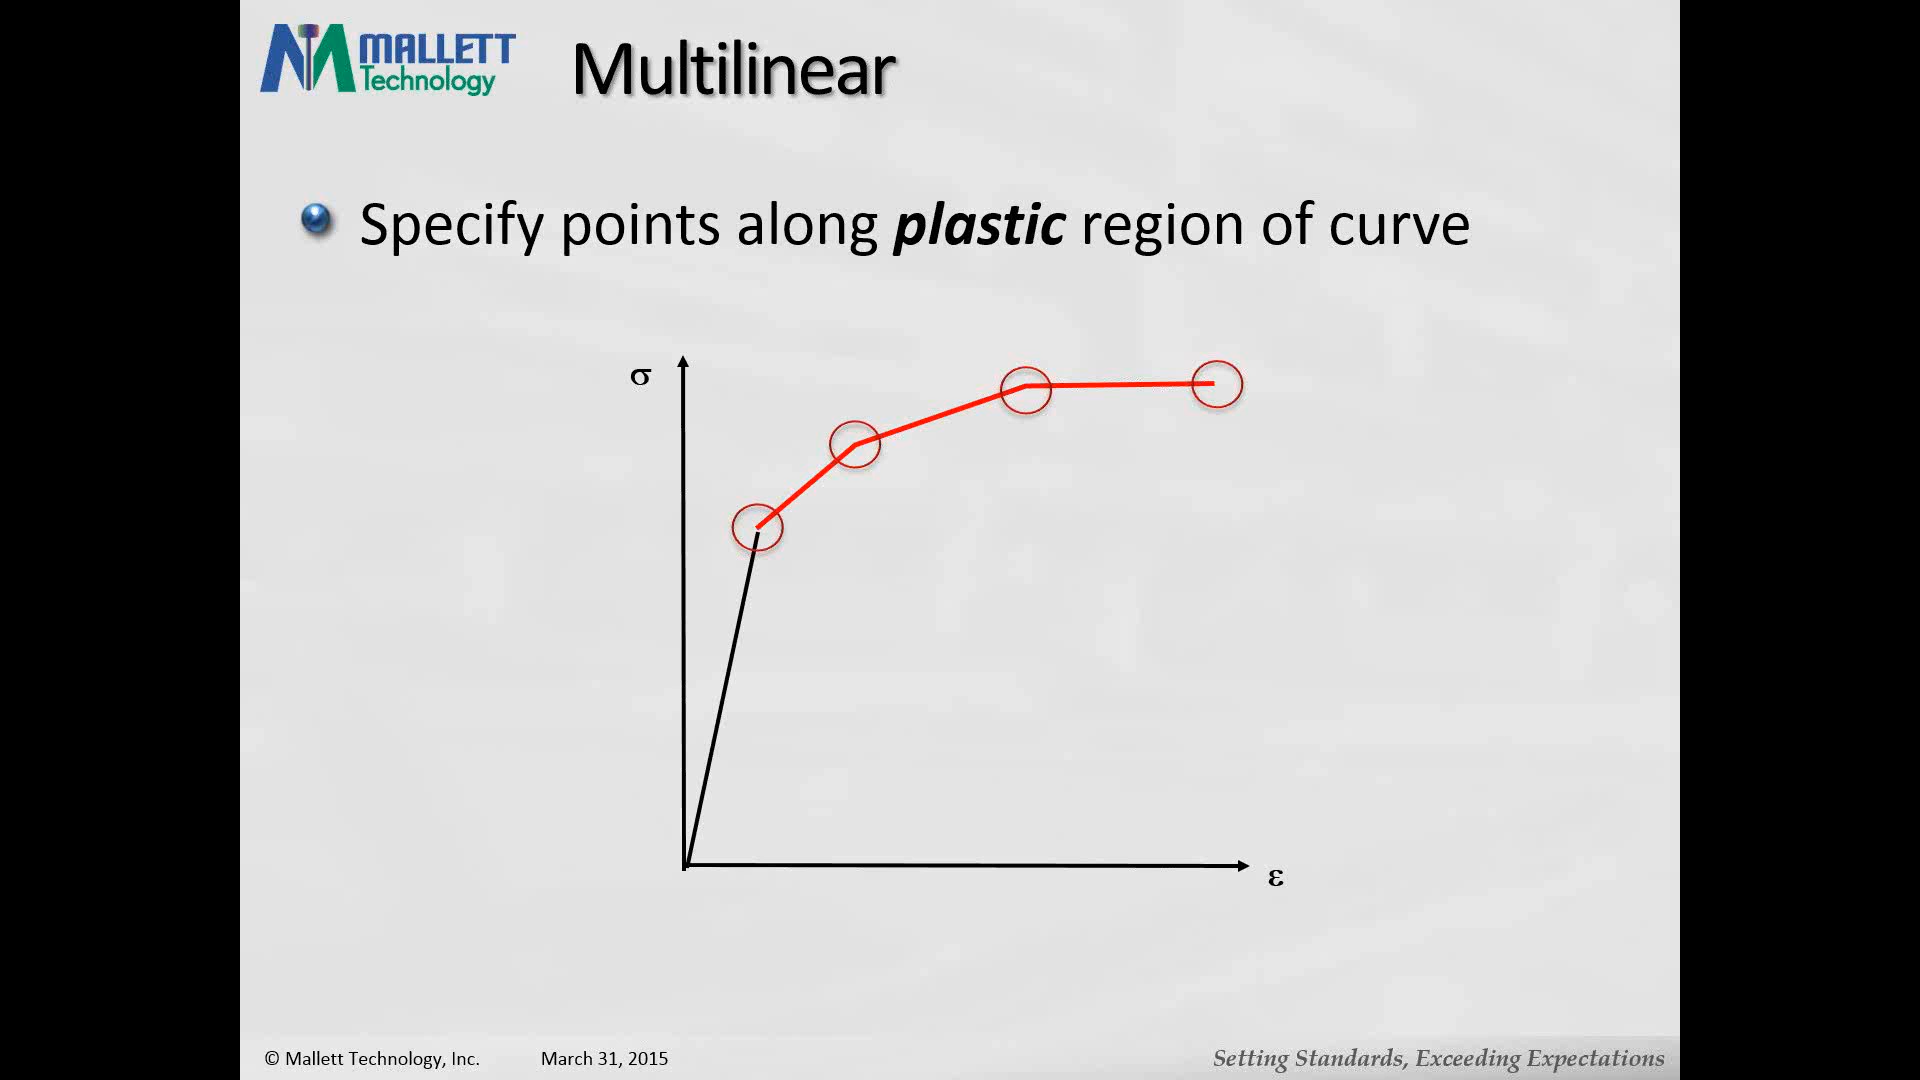 MALLETT
Technology
Multilinear
Specify points along plastic region of curve
σ
ε
© Mallett Technology, Inc.
March 31, 2015
Setting Standards, Exceeding Expectations